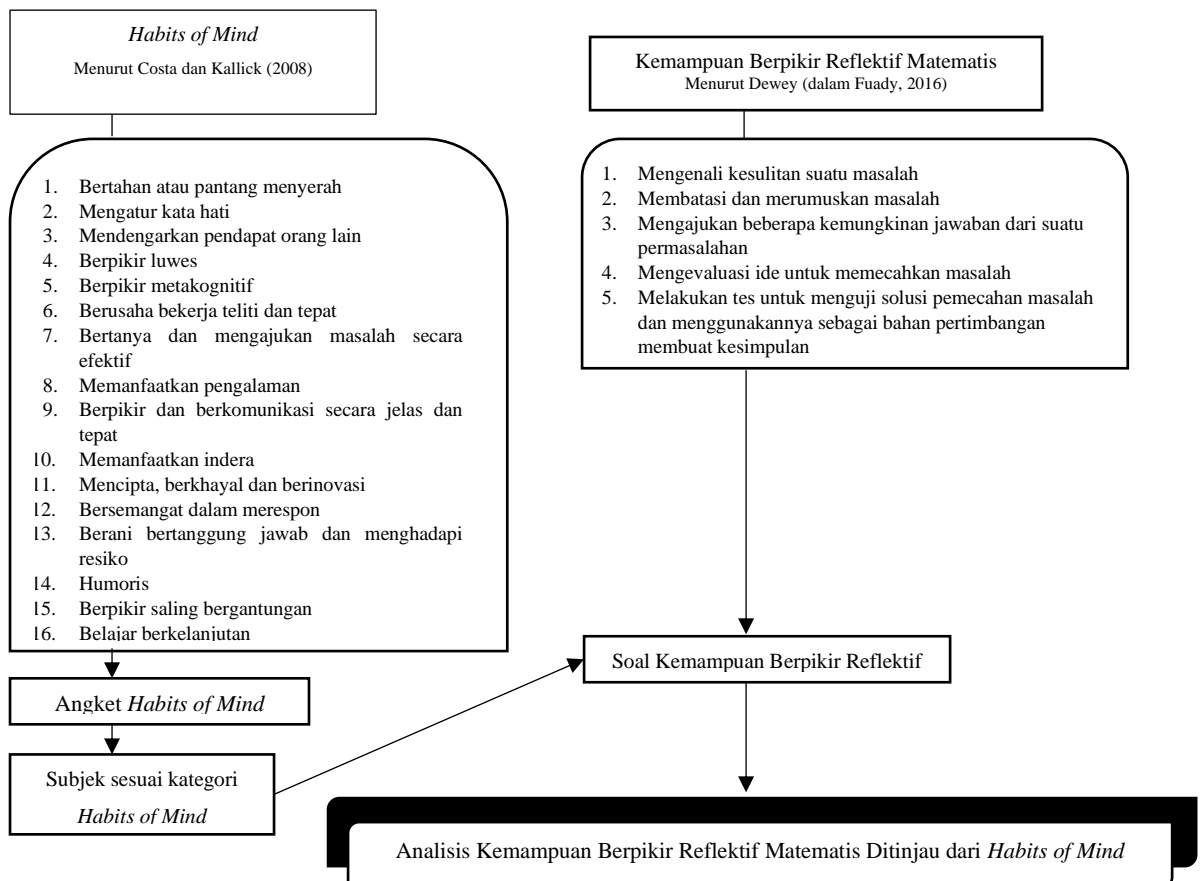 Habits of Mind
Menurut Costa dan Kallick (2008)
1. Bertahan atau pantang menyerah
2. Mengatur kata hati
3. Mendengarkan pendapat orang lain
4. Berpikir luwes
5. Berpikir metakognitif
6. Berusaha bekerja teliti dan tepat
7. Bertanya dan mengajukan masalah secara
efektif
8. Memanfaatkan pengalaman
9. Berpikir dan berkomunikasi secara jelas dan
tepat
10. Memanfaatkan indera
11. Mencipta, berkhayal dan berinovasi
12. Bersemangat dalam merespon
13. Berani bertanggung jawab dan menghadapi
resiko
14. Humoris
15. Berpikir saling bergantungan
16. Belajar berkelanjutan
Angket Habits of Mind
Subjek sesuai kategori
Habits of Mind
Kemampuan Berpikir Reflektif Matematis
Menurut Dewey (dalam Fuady, 2016)
1. Mengenali kesulitan suatu masalah
2. Membatasi dan merumuskan masalah
3. Mengajukan beberapa kemungkinan jawaban dari suatu
permasalahan
4. Mengevaluasi ide untuk memecahkan masalah
5. Melakukan tes untuk menguji solusi pemecahan masalah
dan menggunakannya sebagai bahan pertimbangan
membuat kesimpulan
Soal Kemampuan Berpikir Reflektif
Analisis Kemampuan Berpikir Reflektif Matematis Ditinjau dari Habits of Mind